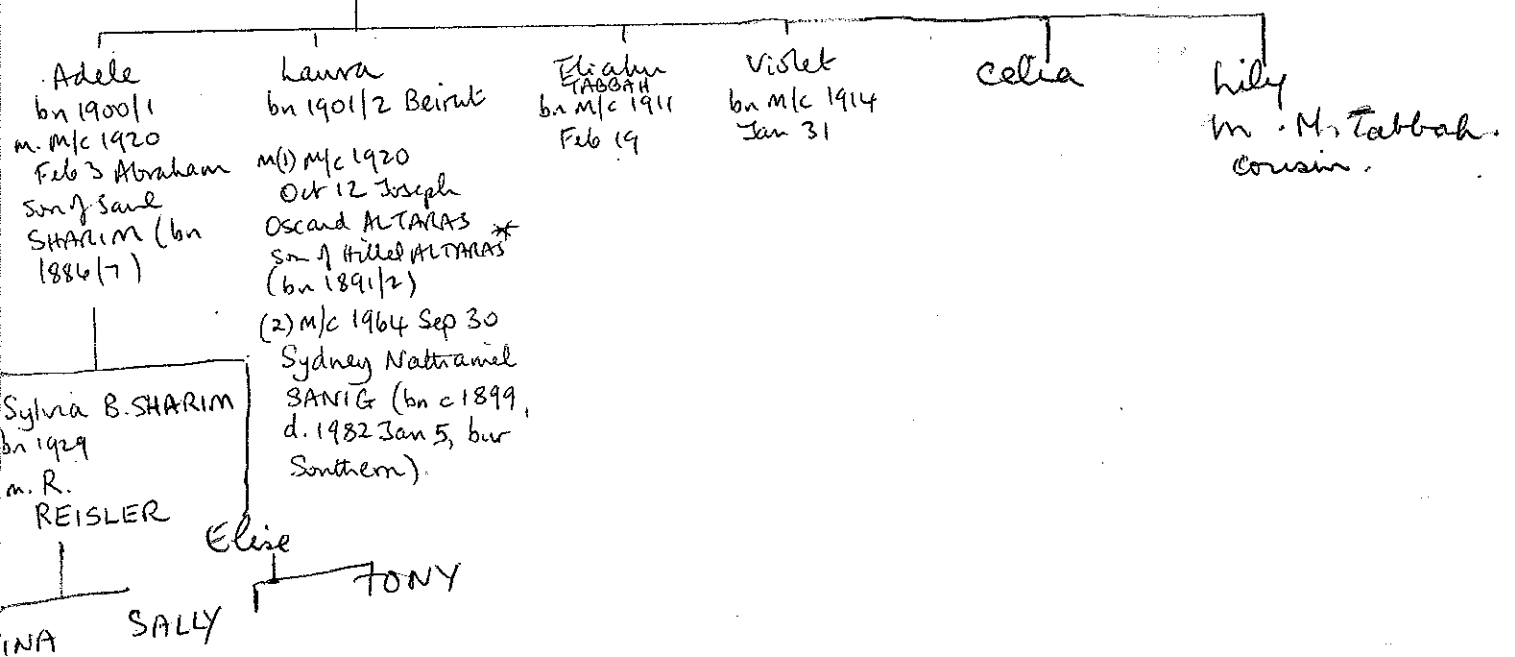 Adele
bn 1900/1
m. M/c 1920
Feb 3 Abraham
son of Saul
SHARIM (bn
1886/7)
Laura
bn 1901/2 Beirut
m(1) M/c 1920
Oct 12 Joseph
Oscard ALTARAS *
son of Hillel ALTARAS
(bn 1891/2)
(2) M/c 1964 Sep 30
Sydney Nathaniel
SANIG (bn c 1899,
d. 1982 Jan 5, bur
Southern).
Eliahu
TABBAH
bn M/c 1911
Feb 19
Violet
bn M/c 1914
Jan 31
Celia
Lily
m. M. Tabbah.
cousin.
Sylvia B. SHARIM
bn 1929
m. R.
REISLER
Elise
TONY
SALLY
INA